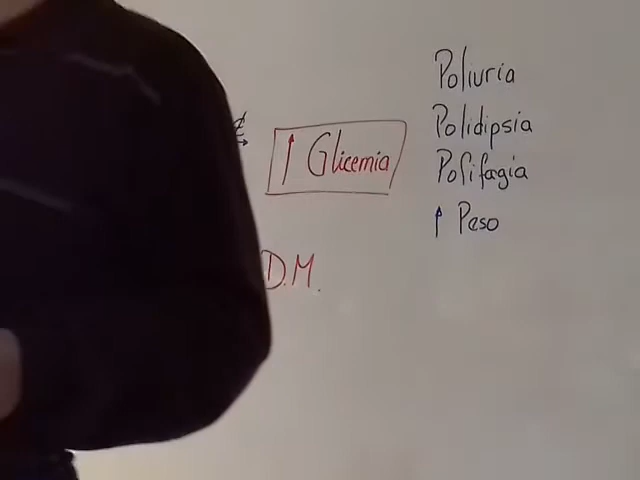 Poliuria
Polidipsia
↑ Glicemia
Polifagia
↑ Peso
D.M.